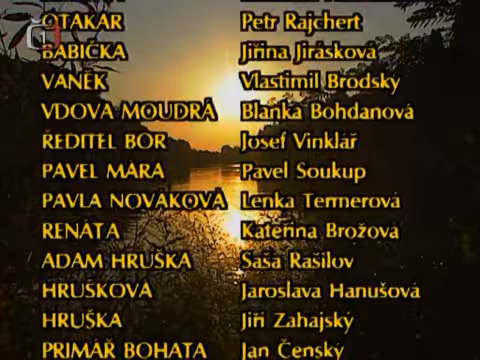 OTAKAR Petr Rajchert
BABIČKA Jiřina Jirásková
VANĚK Vlastimil Brodský
VDOVA MOUDRÁ Blanka Bohdanová
ŘEDITEL BOR Josef Vinklář
PAVEL MÁRA Pavel Soukup
PAVLA NOVÁKOVÁ Lenka Termerová
RENÁTA Kateřina Brožová
ADAM HRUŠKA Saša Rašilov
HRUŠKOVÁ Jaroslava Hanušová
HRUŠKA Jiří Zahajský
PRIMÁŘ BOHATA Jan Čenský